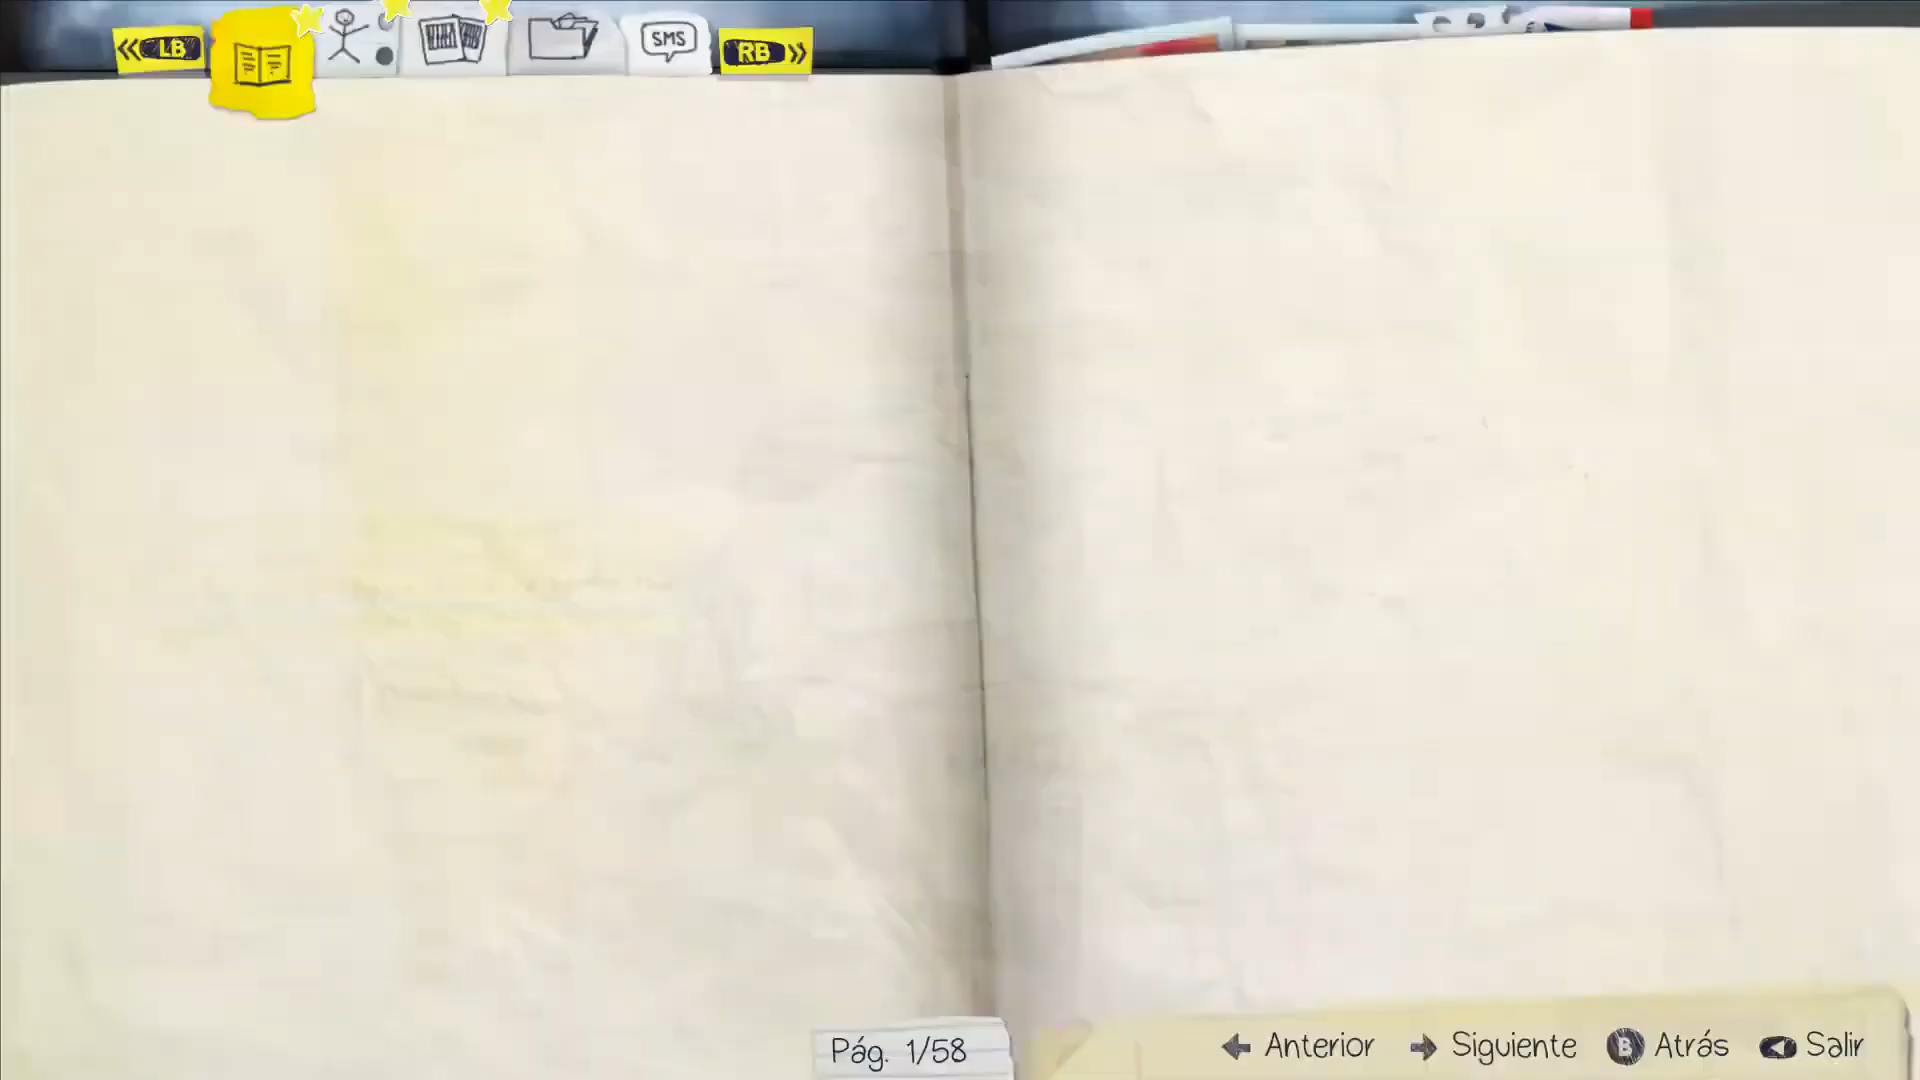 LB
SMS
RB
Pág. 1/58
Anterior
Siguiente
B Atrás
Salir